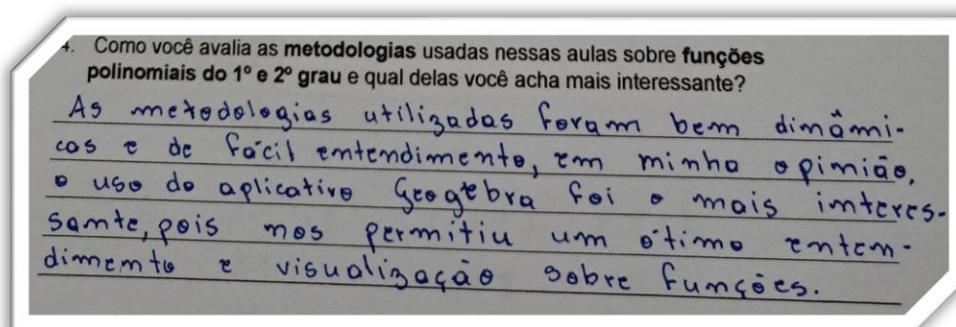 4. Como você avalia as metodologias usadas nessas aulas sobre funções
polinomiais do 1º e 2º grau e qual delas você acha mais interessante?
As metodologias utilizadas foram bem dinâmi-
cas e de fácil entendimento, em minha opinião,
o uso do aplicativo Geogebra foi o mais interes-
sante, pois nos permitiu um ótimo enten-
dimento e visualização sobre funções.